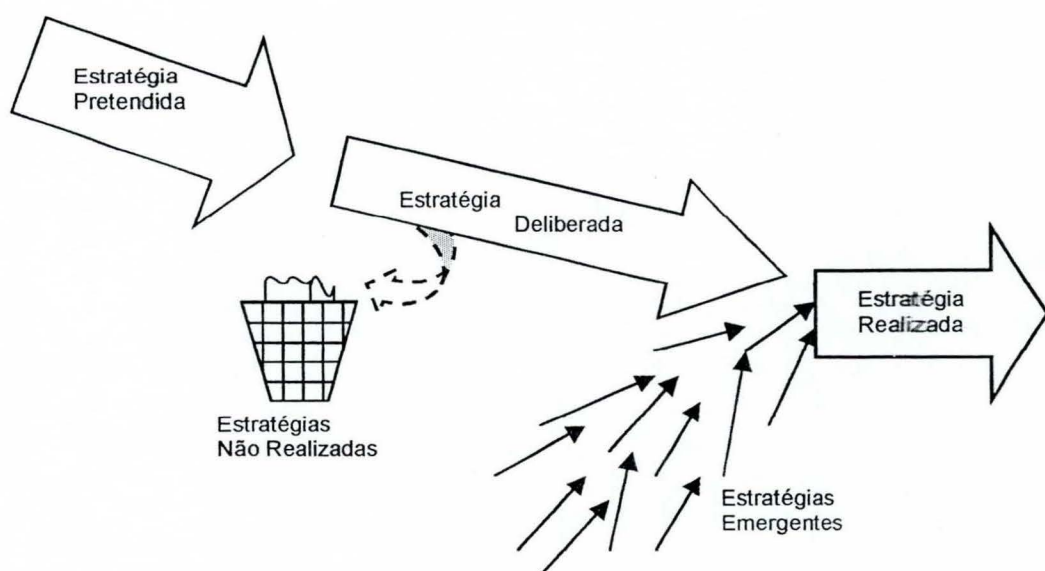 Estratégia
Pretendida
Estratégia
Deliberada
Estratégia
Realizada
Estratégias
Não Realizadas
Estratégias
Emergentes